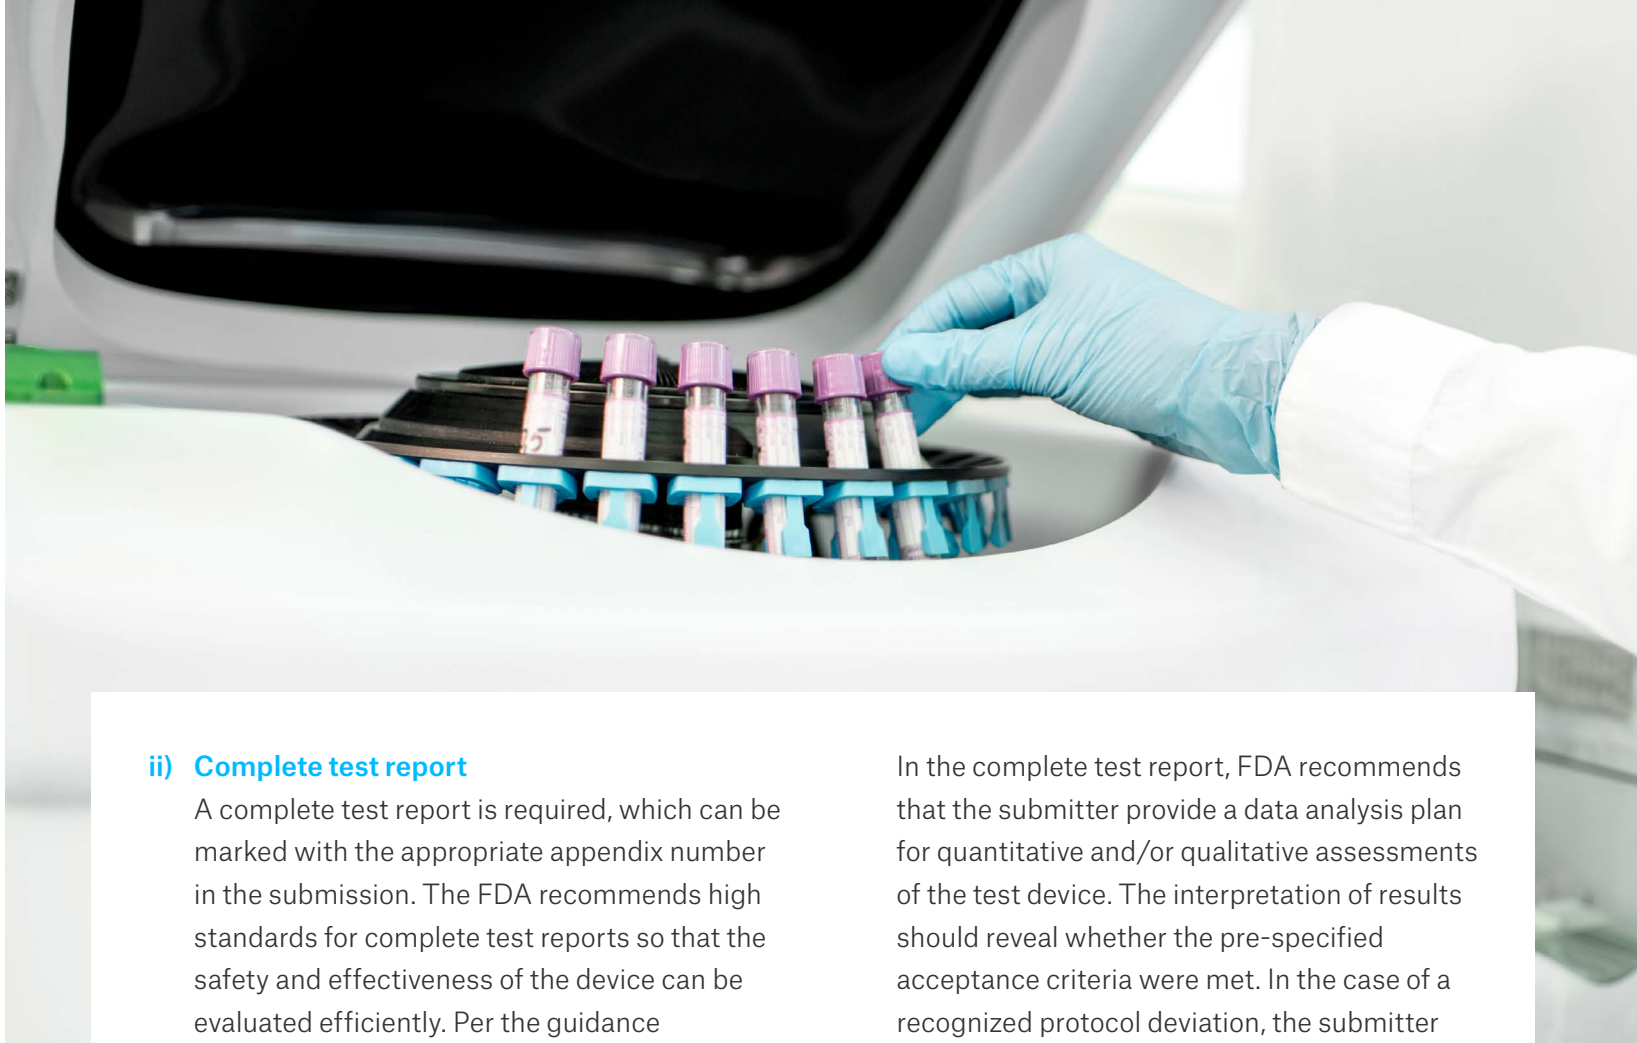 ii) Complete test report
A complete test report is required, which can be
marked with the appropriate appendix number
in the submission. The FDA recommends high
standards for complete test reports so that the
safety and effectiveness of the device can be
evaluated efficiently. Per the guidance
In the complete test report, FDA recommends
that the submitter provide a data analysis plan
for quantitative and/or qualitative assessments
of the test device. The interpretation of results
should reveal whether the pre-specified
acceptance criteria were met. In the case of a
recognized protocol deviation, the submitter